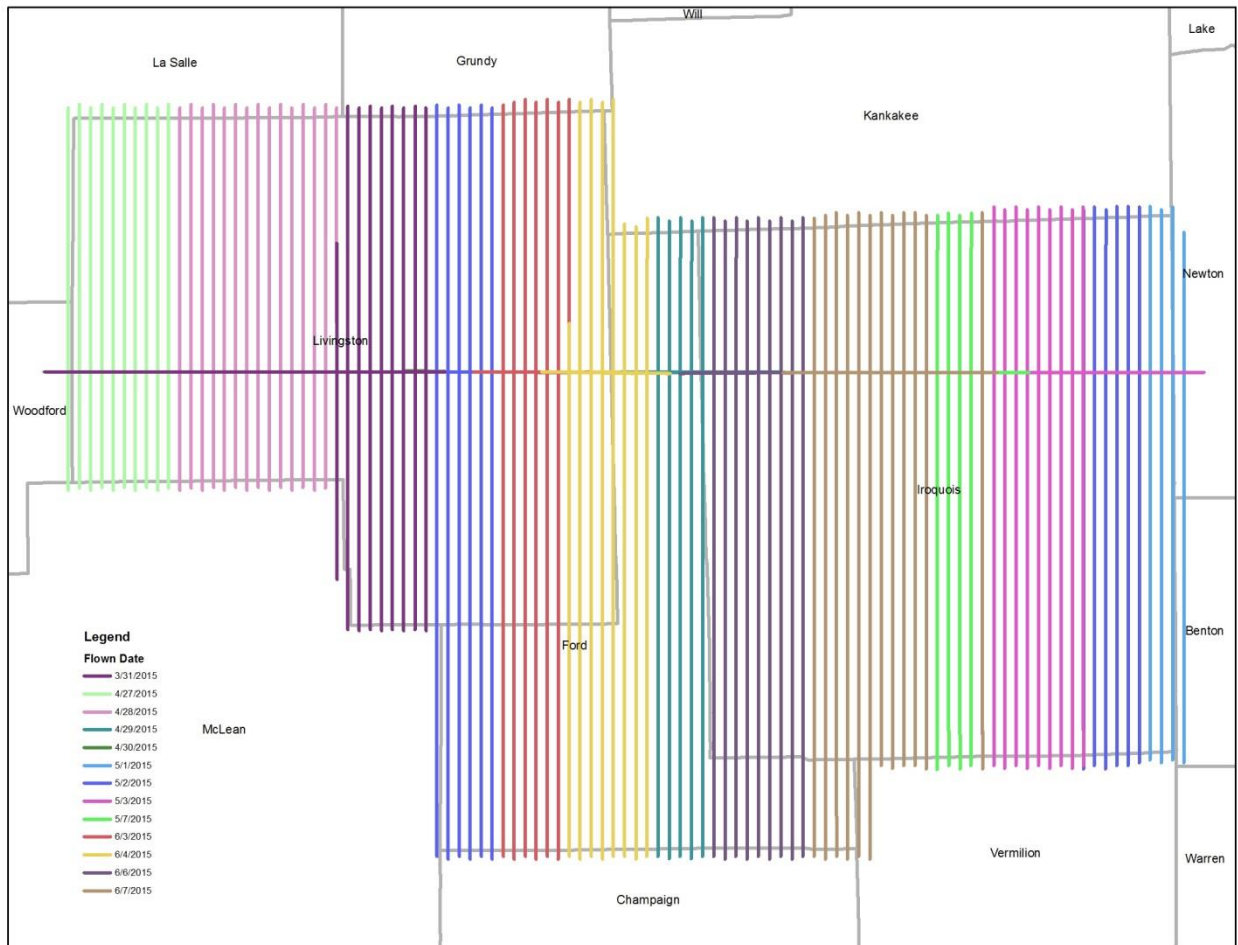 Will
Lake
La Salle
Grundy
Kankakee
Newton
Livingston
Woodford
Iroquois
Benton
Ford
Legend
Flown Date
3/31/2015
4/27/2015
4/28/2015
4/29/2015
4/30/2015
5/1/2015
5/2/2015
5/3/2015
5/7/2015
6/3/2015
6/4/2015
6/6/2015
6/7/2015
McLean
Vermilion
Warren
Champaign